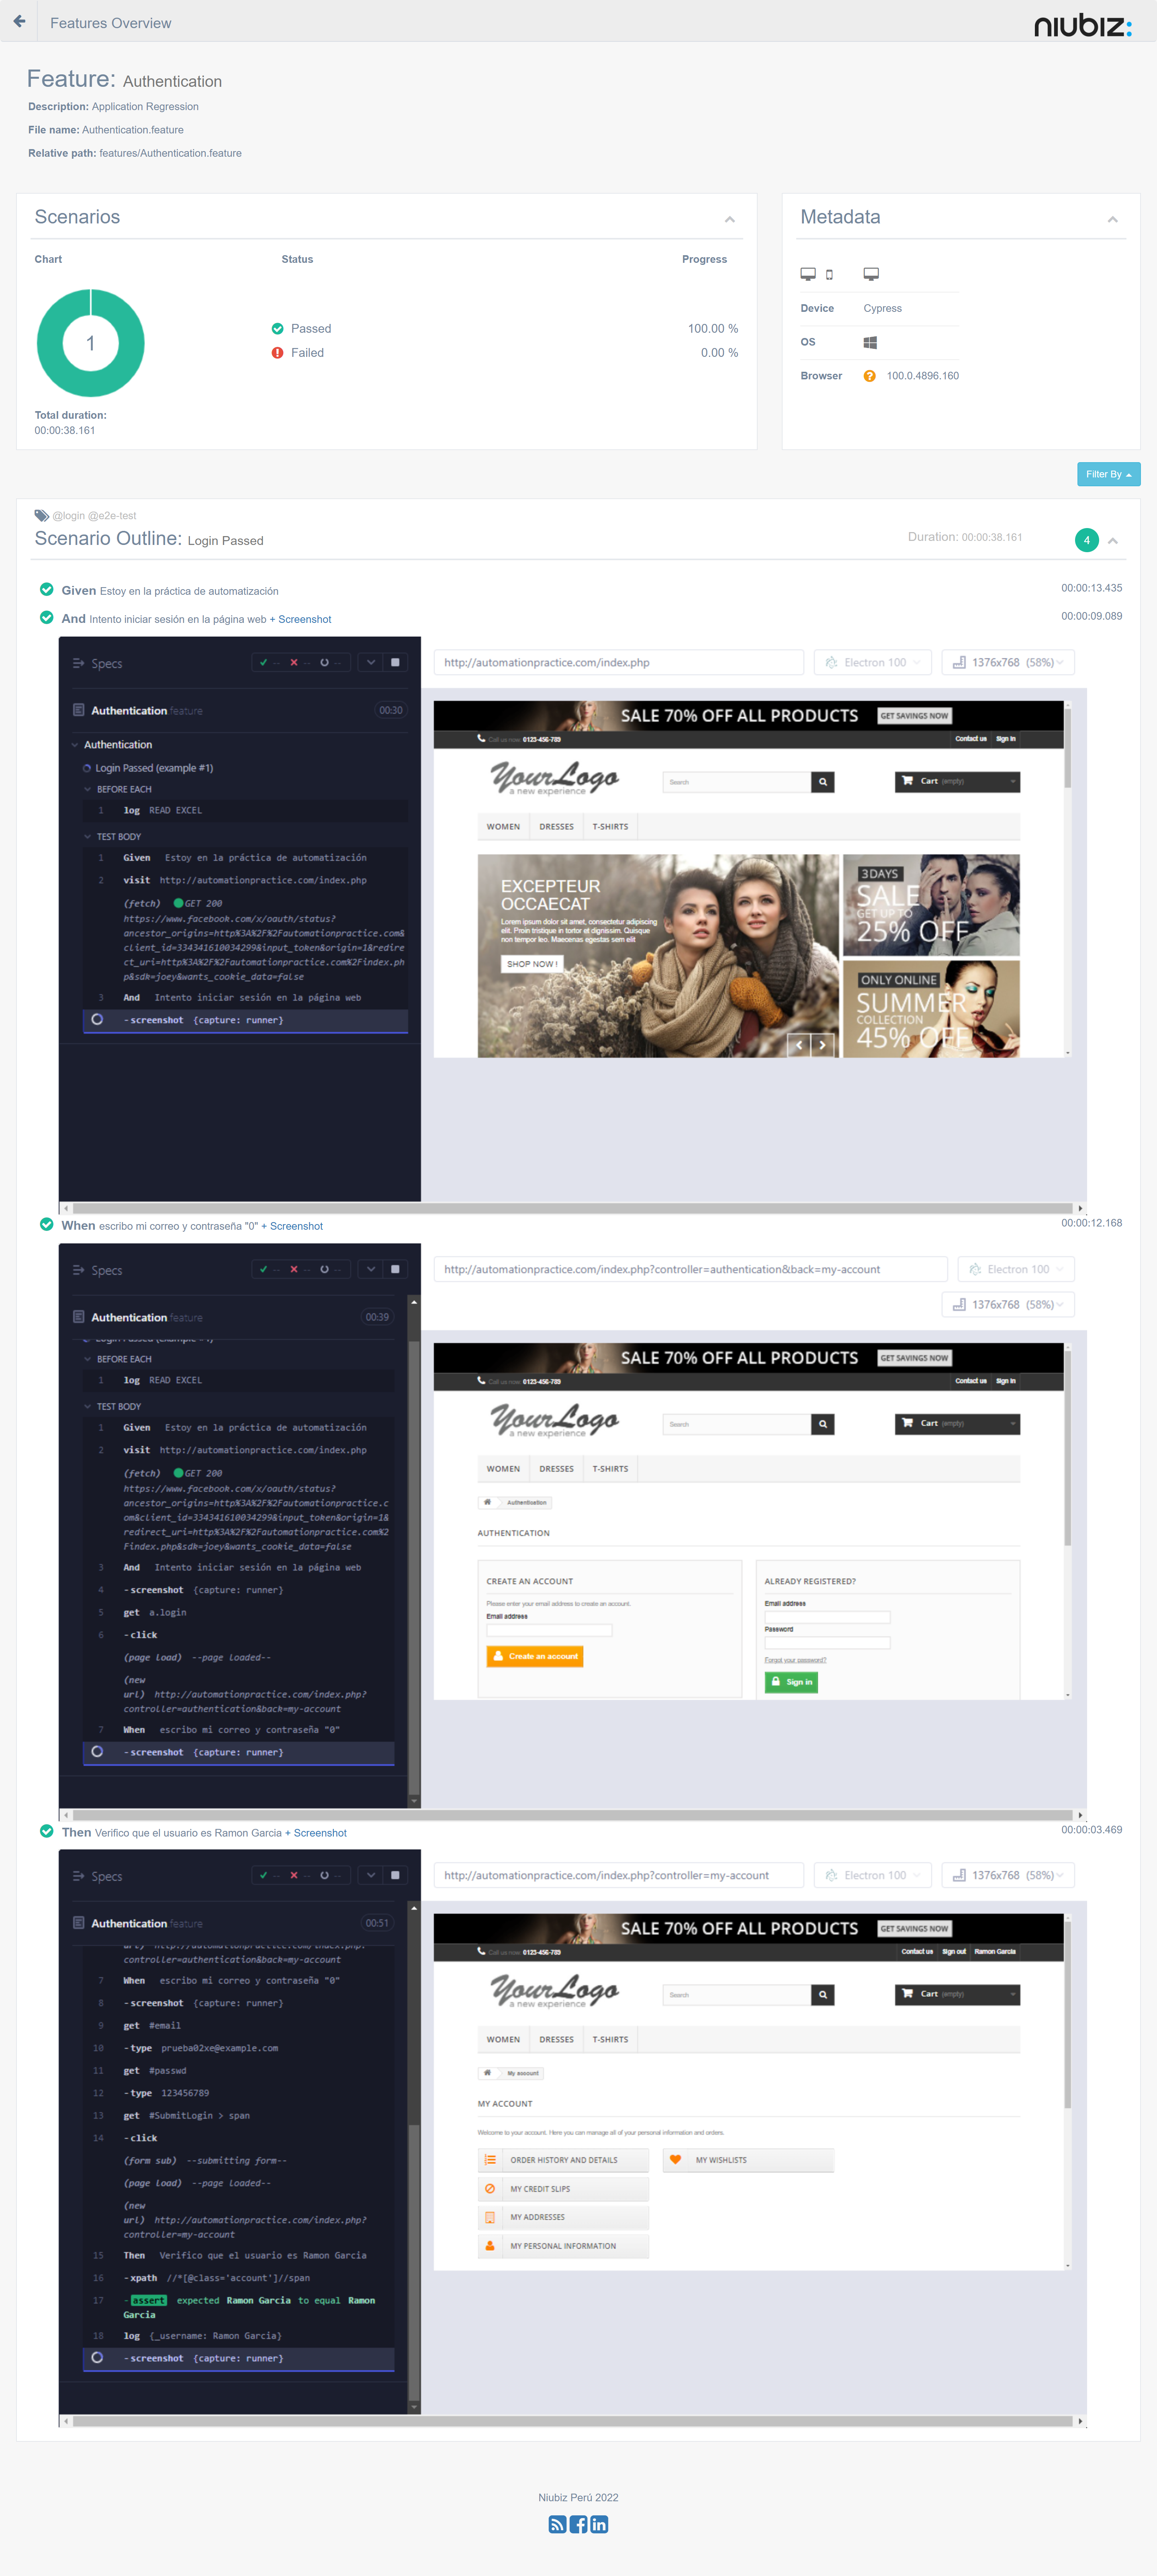 Features Overview
niubiz:
Feature: Authentication
Description: Application Regression
File name: Authentication.feature
Relative path: features/Authentication.feature
Scenarios
Chart Status Progress
1
Passed 100.00 %
Failed 0.00 %
Total duration:
00:00:38.161
Metadata
Device Cypress
OS
Browser 100.0.4896.160
Filter By
@login @e2e-test
Scenario Outline: Login Passed Duration: 00:00:38.161 4
Given Estoy en la práctica de automatización 00:00:13.435
And Intento iniciar sesión en la página web + Screenshot 00:00:09.089
Specs -- -- --
Authentication.feature 00:30
Authentication
Login Passed (example #1)
BEFORE EACH
1 log READ EXCEL
TEST BODY
1 Given Estoy en la práctica de automatización
2 visit http://automationpractice.com/index.php
(fetch) GET 200
https://www.facebook.com/x/oauth/status?
ancestor_origins=http%3A%2F%2Fautomationpractice.com&
client_id=334341610034299&input_token&origin=1&redire
ct_uri=http%3A%2F%2Fautomationpractice.com%2Findex.ph
p&sdk=joey&wants_cookie_data=false
3 And Intento iniciar sesión en la página web
-screenshot {capture: runner}
http://automationpractice.com/index.php Electron 100 1376x768 (58%)
SALE 70% OFF ALL PRODUCTS GET SAVINGS NOW
Call us now: 0123-456-789 Contact us Sign in
YourLogo
a new experience
Search
Cart (empty)
WOMEN DRESSES T-SHIRTS
EXCEPTEUR
OCCAECAT
Lorem ipsum dolor sit amet, consectetur adipiscing
elit. Proin tristique in tortor et dignissim. Quisque
non tempor leo. Maecenas egestas sem elit
SHOP NOW !
3 DAYS
SALE
GET UP TO
25% OFF
ONLY ONLINE
SUMMER
COLLECTION
45% OFF
When escribo mi correo y contraseña "0" + Screenshot 00:00:12.168
Specs -- -- --
Authentication.feature 00:39
Login Passed (example #1)
BEFORE EACH
1 log READ EXCEL
TEST BODY
1 Given Estoy en la práctica de automatización
2 visit http://automationpractice.com/index.php
(fetch) GET 200
https://www.facebook.com/x/oauth/status?
ancestor_origins=http%3A%2F%2Fautomationpractice.c
om&client_id=334341610034299&input_token&origin=1&
redirect_uri=http%3A%2F%2Fautomationpractice.com%2
Findex.php&sdk=joey&wants_cookie_data=false
3 And Intento iniciar sesión en la página web
4 -screenshot {capture: runner}
5 get a.login
6 -click
(page load) --page loaded--
(new
url) http://automationpractice.com/index.php?
controller=authentication&back=my-account
7 When escribo mi correo y contraseña "0"
-screenshot {capture: runner}
http://automationpractice.com/index.php?controller=authentication&back=my-account Electron 100
1376x768 (58%)
SALE 70% OFF ALL PRODUCTS GET SAVINGS NOW
Call us now: 0123-456-789 Contact us Sign in
YourLogo
a new experience
Search
Cart (empty)
WOMEN DRESSES T-SHIRTS
Authentication
AUTHENTICATION
CREATE AN ACCOUNT
Please enter your email address to create an account.
Email address
Create an account
ALREADY REGISTERED?
Email address
Password
Forgot your password?
Sign in
Then Verifico que el usuario es Ramon Garcia + Screenshot 00:00:03.469
Specs -- -- --
Authentication.feature 00:51
url) http://automationpractice.com/index.php?
controller=authentication&back=my-account
7 When escribo mi correo y contraseña "0"
8 -screenshot {capture: runner}
9 get #email
10 -type prueba02xe@example.com
11 get #passwd
12 -type 123456789
13 get #SubmitLogin > span
14 -click
(form sub) --submitting form--
(page load) --page loaded--
(new
url) http://automationpractice.com/index.php?
controller=my-account
15 Then Verifico que el usuario es Ramon Garcia
16 -xpath //*[@class='account']//span
17 -assert expected Ramon Garcia to equal Ramon
Garcia
18 log {_username: Ramon Garcia}
-screenshot {capture: runner}
http://automationpractice.com/index.php?controller=my-account Electron 100 1376x768 (58%)
SALE 70% OFF ALL PRODUCTS GET SAVINGS NOW
Call us now: 0123-456-789 Contact us Sign out Ramon Garcia
YourLogo
a new experience
Search
Cart (empty)
WOMEN DRESSES T-SHIRTS
My account
MY ACCOUNT
Welcome to your account. Here you can manage all of your personal information and orders.
ORDER HISTORY AND DETAILS
MY WISHLISTS
MY CREDIT SLIPS
MY ADDRESSES
MY PERSONAL INFORMATION
Niubiz Perú 2022